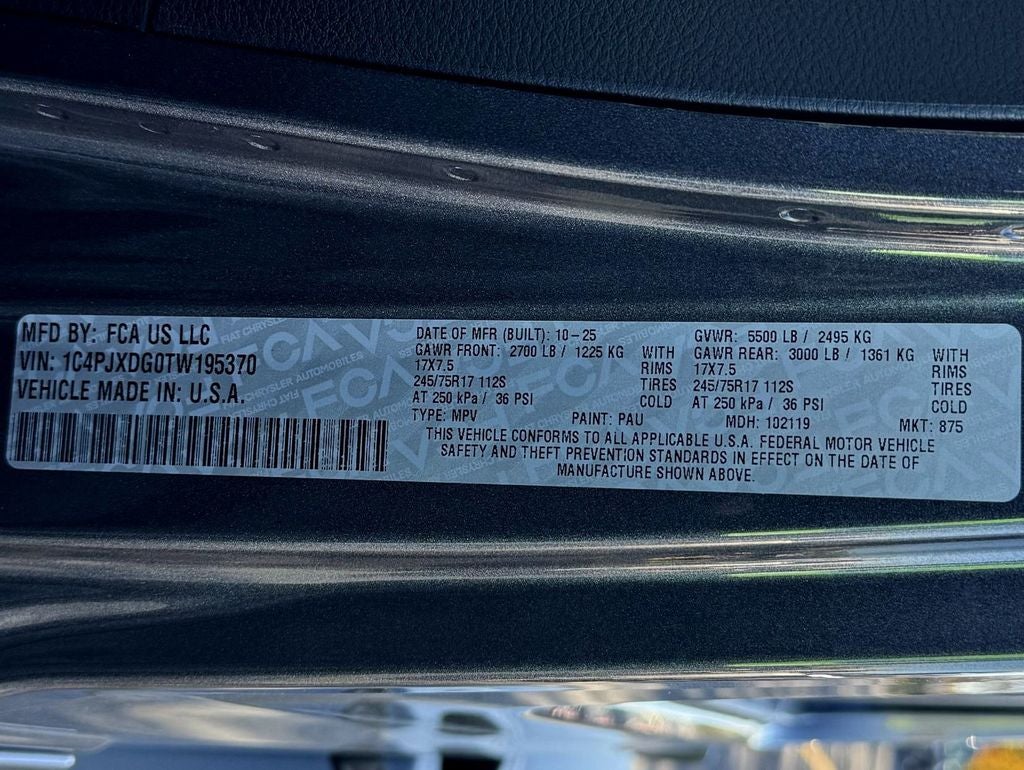 MFD BY: FCA US LLC
VIN: 1C4PJXDG0TW195370
VEHICLE MADE IN: U.S.A.
DATE OF MFR (BUILT): 10-25
GAWR FRONT: 2700 LB / 1225 KG WITH
17X7.5 RIMS
245/75R17 112S TIRES
AT 250 kPa / 36 PSI COLD
GVWR: 5500 LB / 2495 KG
GAWR REAR: 3000 LB / 1361 KG WITH
17X7.5 RIMS
245/75R17 112S TIRES
AT 250 kPa / 36 PSI COLD
TYPE: MPV PAINT: PAU MDH: 102119 MKT: 875
THIS VEHICLE CONFORMS TO ALL APPLICABLE U.S.A. FEDERAL MOTOR VEHICLE
SAFETY AND THEFT PREVENTION STANDARDS IN EFFECT ON THE DATE OF
MANUFACTURE SHOWN ABOVE.